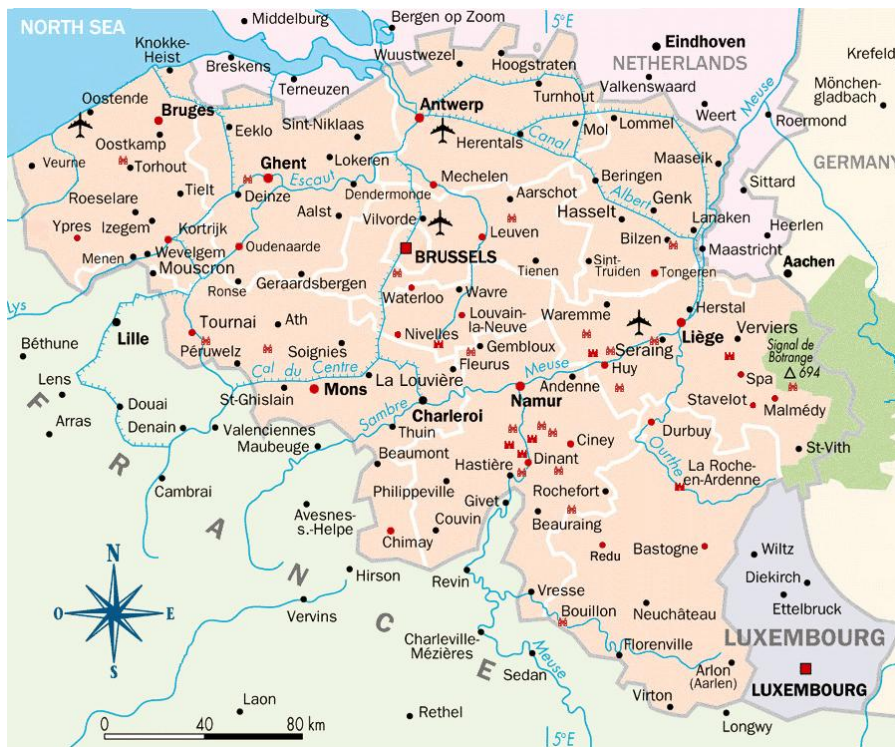 NORTH SEA
Middelburg
Bergen op Zoom
5°E
Knokke-
Heist
Breskens
Terneuzen
Wuustwezel
Hoogstraten
Eindhoven
NETHERLANDS
Valkenswaard
Meuse
Krefeld
Mönchen-
gladbach
Oostende
Bruges
Eeklo
Sint-Niklaas
Antwerp
Turnhout
Weert
Roermond
Oostkamp
Canal
Mol
Lommel
Herentals
Veurne
Torhout
Ghent
Lokeren
Escaut
Mechelen
Maaseik
GERMANY
Tielt
Deinze
Dendermonde
Aarschot
Beringen
Albert
Genk
Sittard
Roeselare
Aalst
Vilvorde
Hasselt
Lanaken
Ypres
Izegem
Kortrijk
Leuven
Bilzen
Heerlen
Menen
Wevelgem
Oudenaarde
BRUSSELS
Maastricht
Mouscron
Tienen
Sint-
Truiden
Tongeren
Aachen
Lys
Ronse
Geraardsbergen
Waterloo
Wavre
Lille
Tournai
Ath
Louvain-
la-Neuve
Waremme
Herstal
Nivelles
Liège
Verviers
Béthune
Péruwelz
Soignies
Gembloux
Seraing
Signal de
Botrange
694
Cal du Centre
Meuse
Fleurus
Huy
Spa
Lens
Mons
La Louvière
Andenne
Stavelot
Malmédy
Douai
St-Ghislain
Sambre
Charleroi
Namur
Arras
Denain
Valenciennes
Thuin
Durbuy
Maubeuge
Ciney
St-Vith
Beaumont
Hastière
Dinant
Ourthe
La Roche-
en-Ardenne
Cambrai
Philippeville
Givet
Rochefort
Avesnes-
s.-Helpe
Couvin
Beauraing
Chimay
Redu
Bastogne
Wiltz
N
Hirson
Revin
Diekirch
O
E
Vervins
Vresse
Ettelbruck
Bouillon
Neuchâteau
S
Charleville-
Mézières
Florenville
LUXEMBOURG
Meuse
Sedan
Arlon
(Aarlen)
LUXEMBOURG
Laon
Virton
Rethel
Longwy
0 40 80 km
5°E
FRANCE